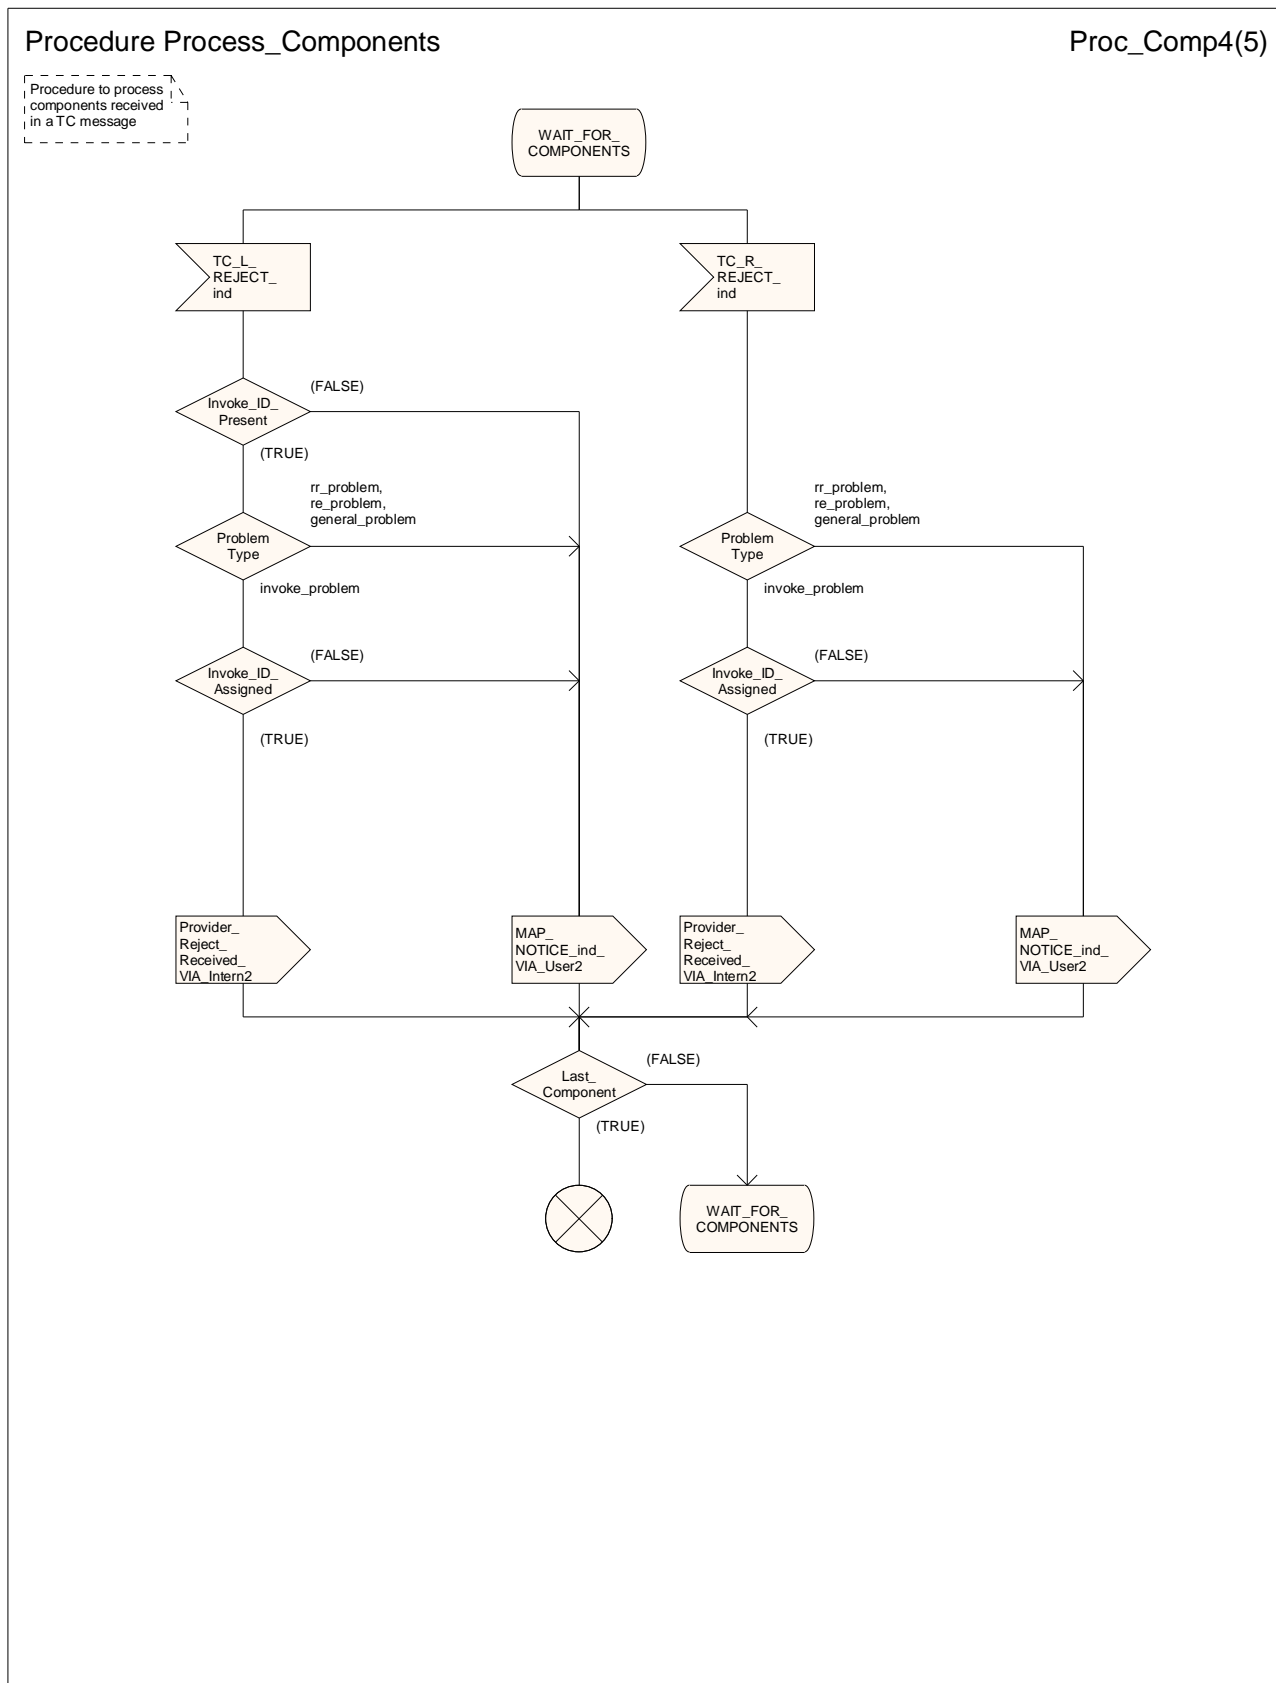 Procedure Process_Components
Proc_Comp4(5)
Procedure to process
components received
in a TC message
WAIT_FOR_
COMPONENTS
TC_L_
REJECT_
ind
TC_R_
REJECT_
ind
Invoke_ID_
Present
(FALSE)
(TRUE)
Problem
Type
rr_problem,
re_problem,
general_problem
invoke_problem
Problem
Type
rr_problem,
re_problem,
general_problem
invoke_problem
Invoke_ID_
Assigned
(FALSE)
(TRUE)
Invoke_ID_
Assigned
(FALSE)
(TRUE)
Provider_
Reject_
Received_
VIA_Intern2
MAP_
NOTICE_ind_
VIA_User2
Provider_
Reject_
Received_
VIA_Intern2
MAP_
NOTICE_ind_
VIA_User2
Last_
Component
(FALSE)
(TRUE)
WAIT_FOR_
COMPONENTS